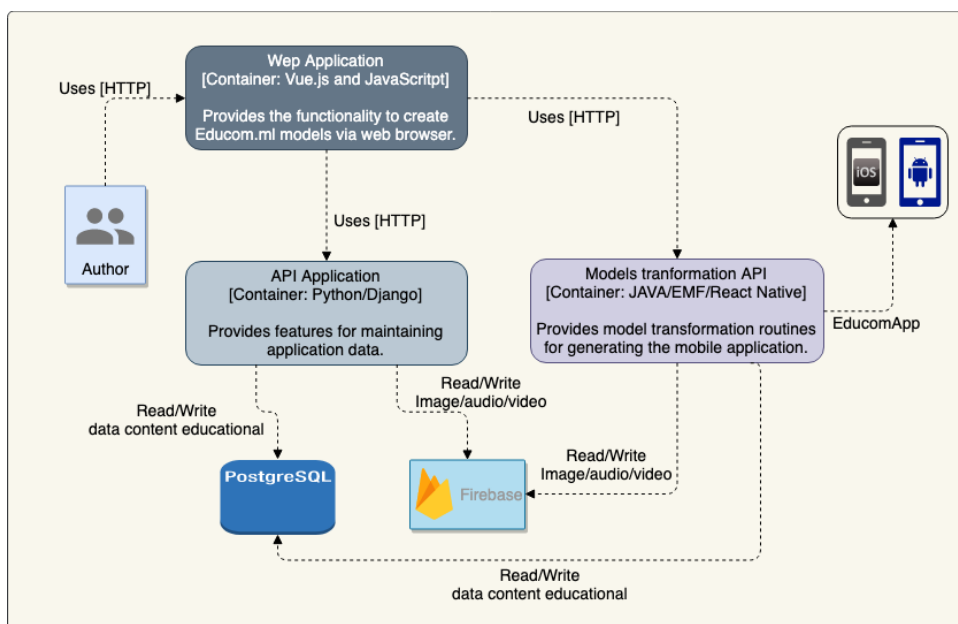 Wep Application
[Container: Vue.js and JavaScritpt]
Provides the functionality to create
Educom.ml models via web browser.
Uses [HTTP]
Uses [HTTP]
Uses [HTTP]
iOS
Author
API Application
[Container: Python/Django]
Provides features for maintaining
application data.
Models tranformation API
[Container: JAVA/EMF/React Native]
Provides model transformation routines
for generating the mobile application.
EducomApp
Read/Write
data content educational
Read/Write
Image/audio/video
Read/Write
Image/audio/video
PostgreSQL
Firebase
Read/Write
data content educational